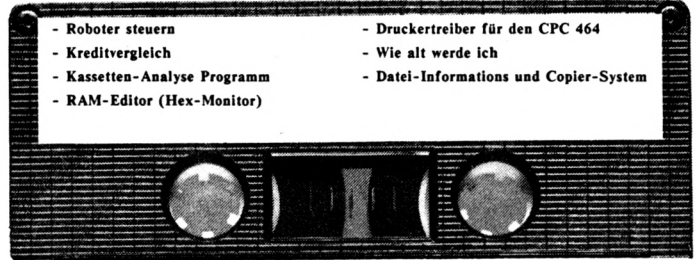 - Roboter steuern
- Kreditvergleich
- Kassetten-Analyse Programm
- RAM-Editor (Hex-Monitor)
- Druckertreiber für den CPC 464
- Wie alt werde ich
- Datei-Informations und Copier-System